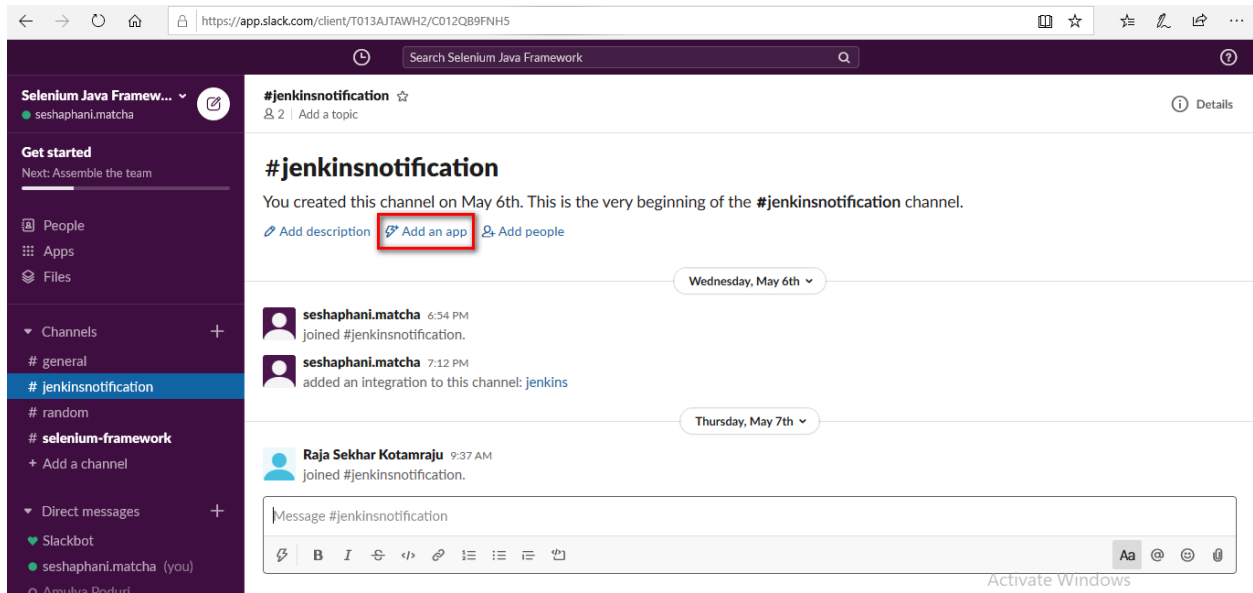 https://app.slack.com/client/T013AJTAWH2/C012QB9FNH5
Search Selenium Java Framework
Selenium Java Framew...
seshaphani.matcha
Get started
Next: Assemble the team
People
Apps
Files
Channels
# general
# jenkinsnotification
# random
# selenium-framework
+ Add a channel
Direct messages
Slackbot
seshaphani.matcha (you)
Amulya Poduri
#jenkinsnotification
2 | Add a topic
Details
#jenkinsnotification
You created this channel on May 6th. This is the very beginning of the #jenkinsnotification channel.
Add description Add an app Add people
Wednesday, May 6th
seshaphani.matcha 6:54 PM
joined #jenkinsnotification.
seshaphani.matcha 7:12 PM
added an integration to this channel: jenkins
Thursday, May 7th
Raja Sekhar Kotamraju 9:37 AM
joined #jenkinsnotification.
Message #jenkinsnotification
B I S </> Aa @
Activate Windows